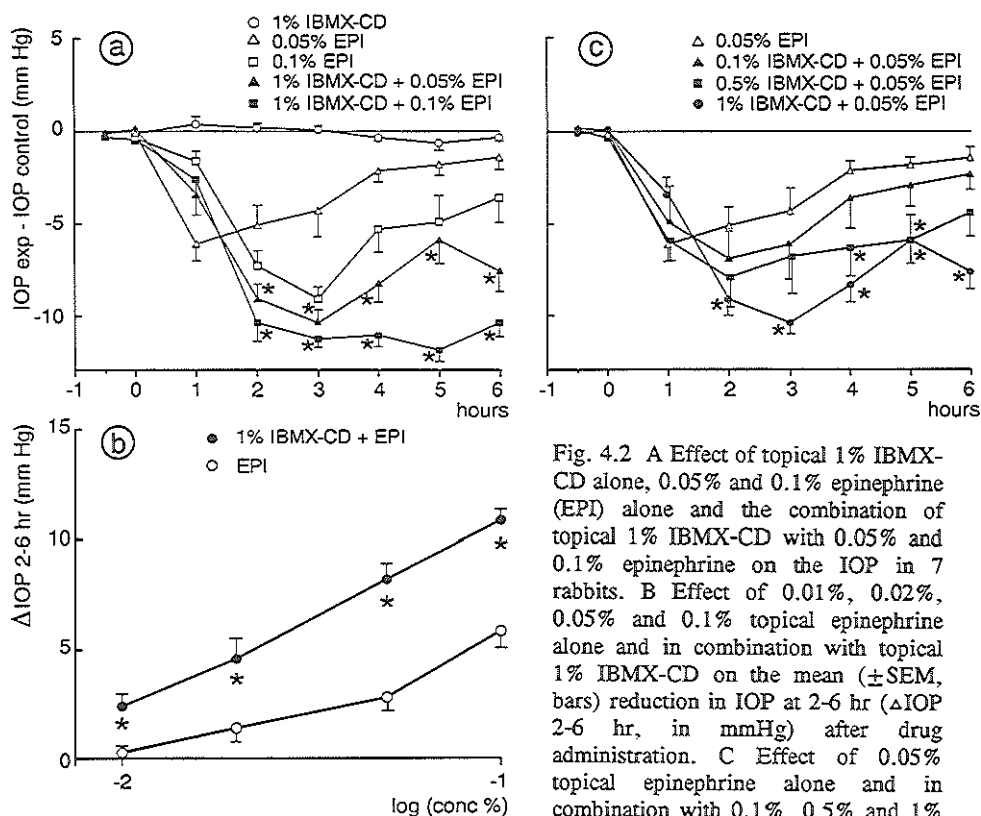 a
1% IBMX-CD
0.05% EPI
0.1% EPI
1% IBMX-CD + 0.05% EPI
1% IBMX-CD + 0.1% EPI
IOP exp - IOP control (mm Hg)
5
0
-5
-10
-1 0 1 2 3 4 5 6
hours
* * * * *
* * * * *
c
0.05% EPI
0.1% IBMX-CD + 0.05% EPI
0.5% IBMX-CD + 0.05% EPI
1% IBMX-CD + 0.05% EPI
-1 0 1 2 3 4 5 6
hours
* * * * * * *
b
1% IBMX-CD + EPI
EPI
ΔIOP 2-6 hr (mm Hg)
15
10
5
0
-2 -1
log (conc %)
* * * *
Fig. 4.2 A Effect of topical 1% IBMX-
CD alone, 0.05% and 0.1% epinephrine
(EPI) alone and the combination of
topical 1% IBMX-CD with 0.05% and
0.1% epinephrine on the IOP in 7
rabbits. B Effect of 0.01%, 0.02%,
0.05% and 0.1% topical epinephrine
alone and in combination with topical
1% IBMX-CD on the mean (±SEM,
bars) reduction in IOP at 2-6 hr (ΔIOP
2-6 hr, in mmHg) after drug
administration. C Effect of 0.05%
topical epinephrine alone and in
combination with 0.1%, 0.5% and 1%